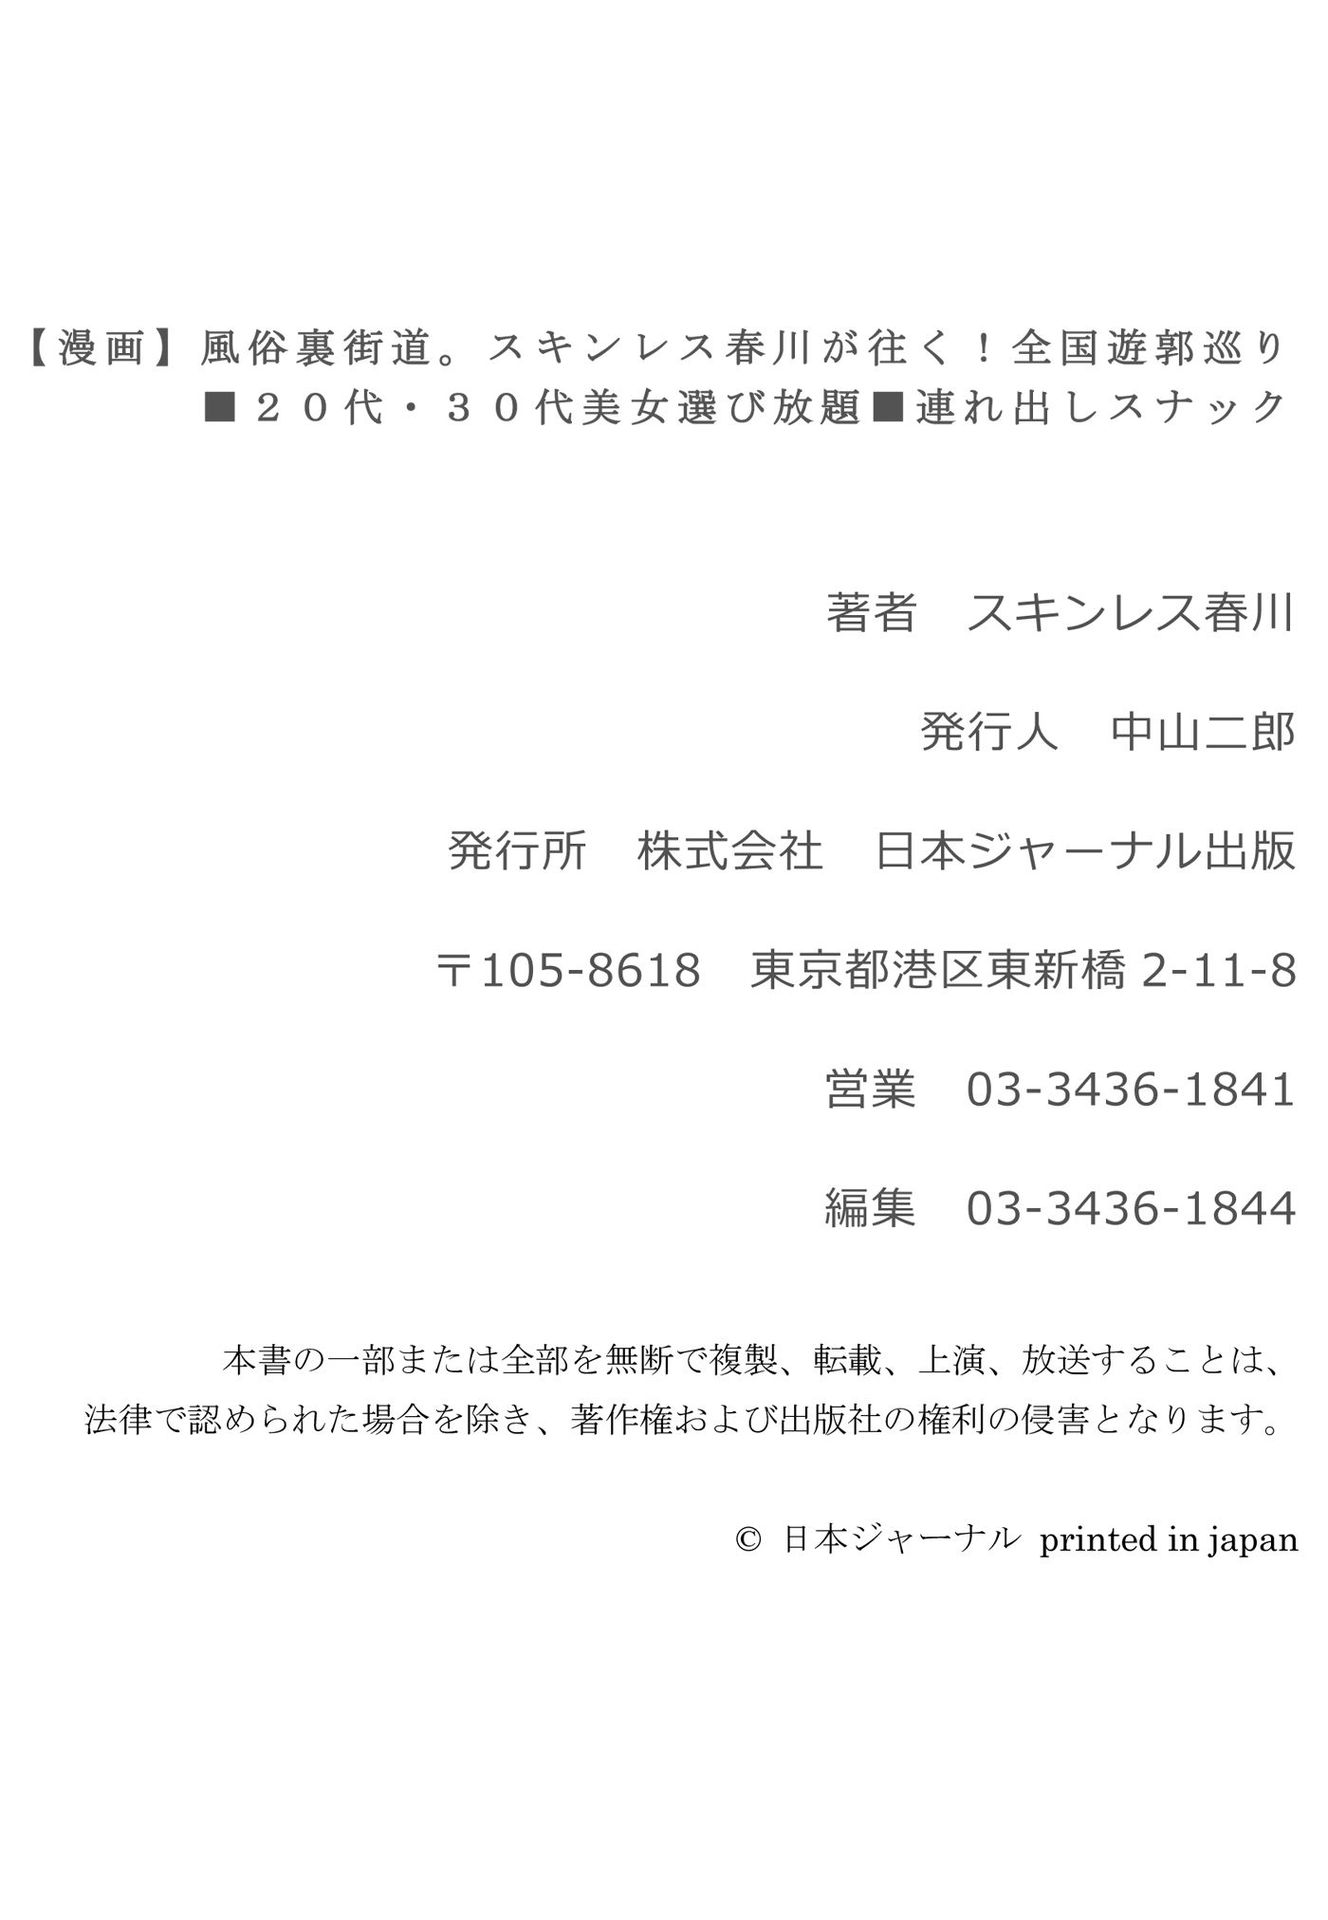 【漫画】風俗裏街道。スキンレス春川が往く！全国遊郭巡り
■２０代・３０代美女選び放題■連れ出しスナック
著者　スキンレス春川
発行人　中山二郎
発行所　株式会社　日本ジャーナル出版
〒105-8618　東京都港区東新橋 2-11-8
営業　03-3436-1841
編集　03-3436-1844
本書の一部または全部を無断で複製、転載、上演、放送することは、
法律で認められた場合を除き、著作権および出版社の権利の侵害となります。
© 日本ジャーナル printed in japan